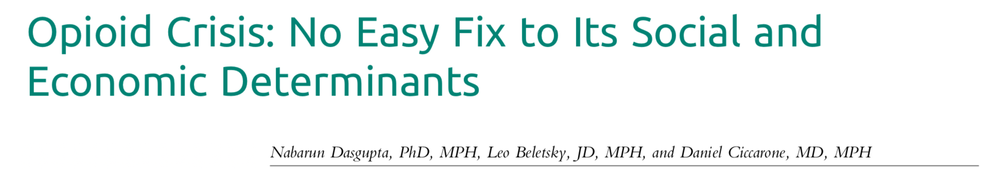 Opioid Crisis: No Easy Fix to Its Social and
Economic Determinants
Nabarun Dasgupta, PhD, MPH, Leo Beletsky, JD, MPH, and Daniel Ciccarone, MD, MPH